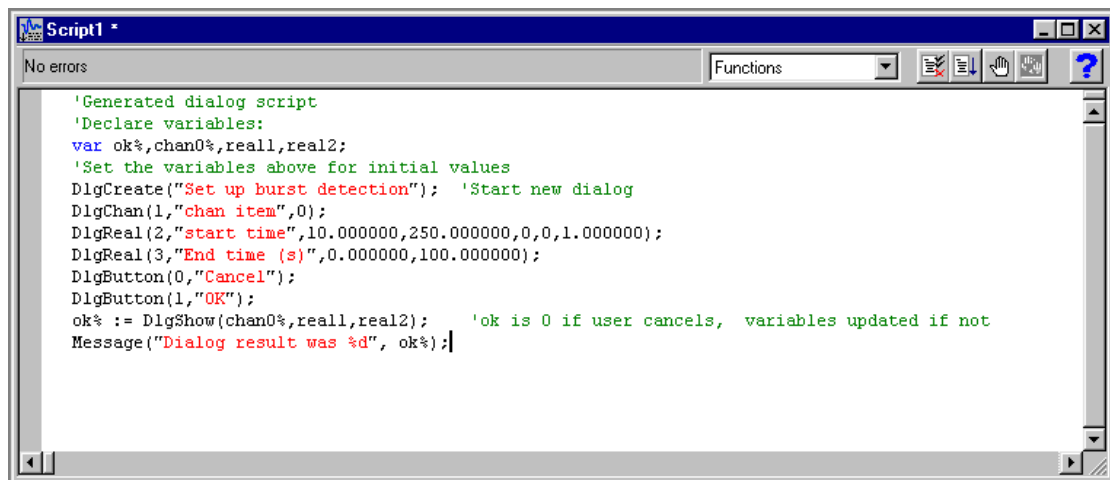 Script1 *
No errors
Functions
'Generated dialog script
'Declare variables:
var ok%,chan0%,real1,real2;
'Set the variables above for initial values
DlgCreate("Set up burst detection");  'Start new dialog
DlgChan(1,"chan item",0);
DlgReal(2,"start time",10.000000,250.000000,0,0,1.000000);
DlgReal(3,"End time (s)",0.000000,100.000000);
DlgButton(0,"Cancel");
DlgButton(1,"OK");
ok% := DlgShow(chan0%,real1,real2);    'ok is 0 if user cancels,  variables updated if not
Message("Dialog result was %d", ok%);